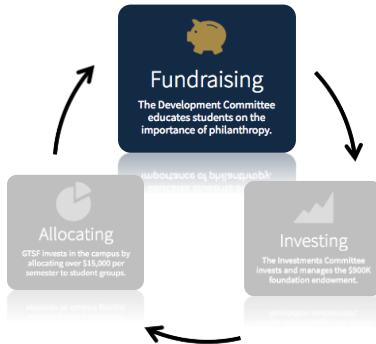 Fundraising
The Development Committee
educates students on the
importance of philanthropy.
Allocating
GTSF invests in the campus by
allocating over $15,000 per
semester to student groups.
Investing
The Investments Committee
invests and manages the $900K
foundation endowment.